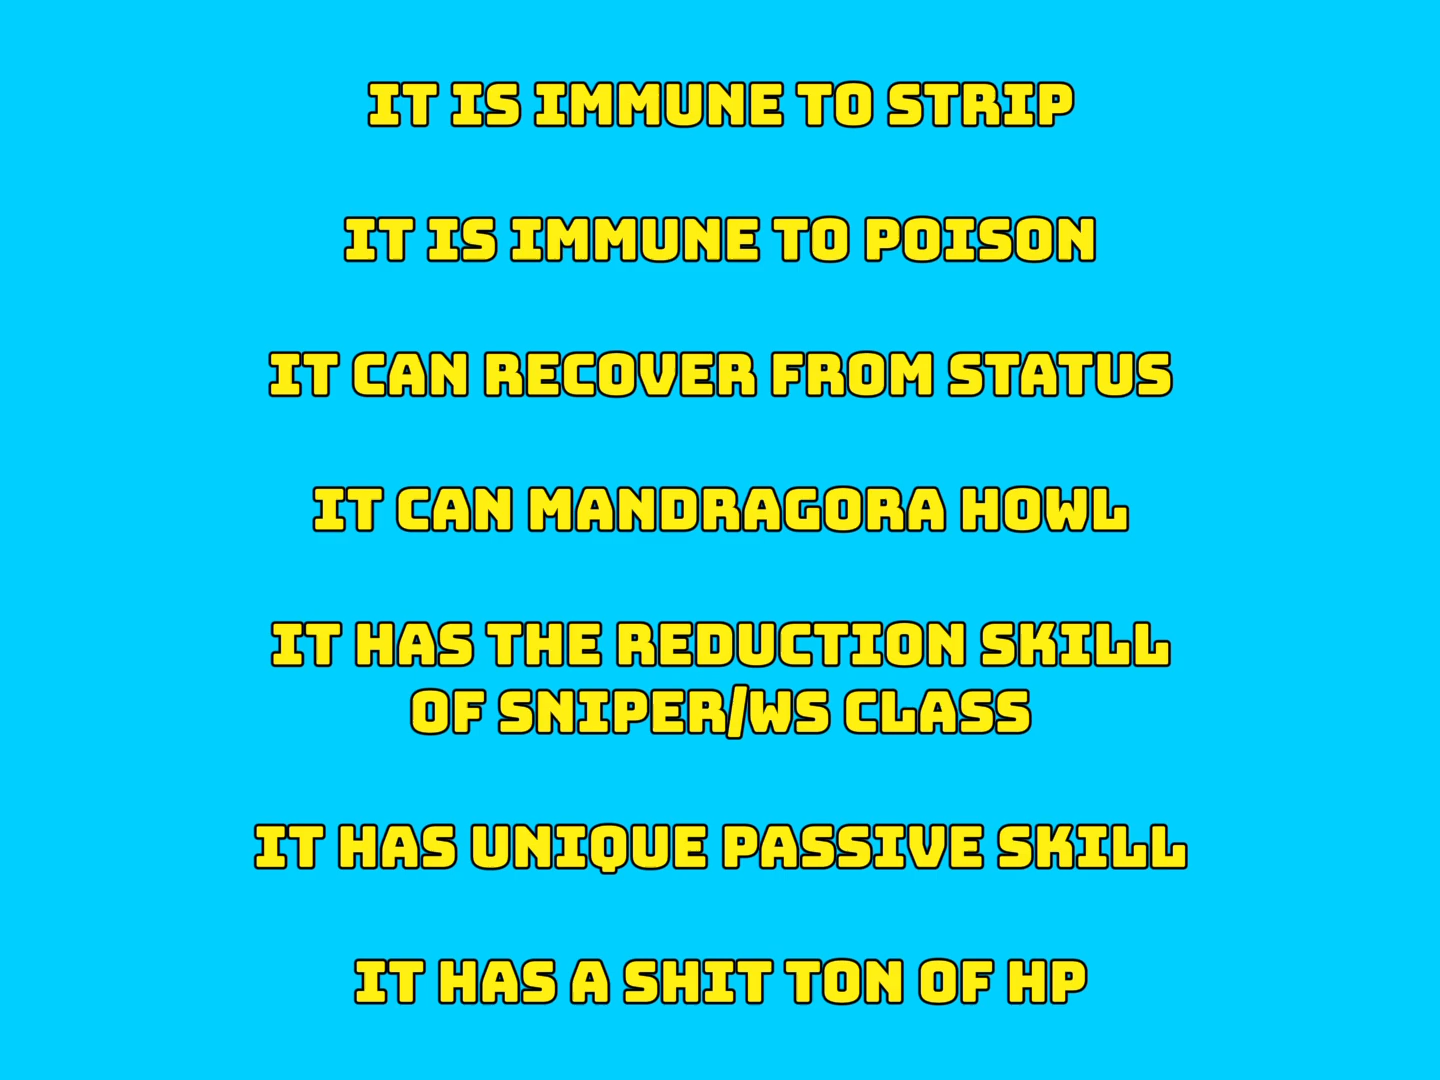 IT IS IMMUNE TO STRIP
IT IS IMMUNE TO POISON
IT CAN RECOVER FROM STATUS
IT CAN MANDRAGORA HOWL
IT HAS THE REDUCTION SKILL
OF SNIPER/WS CLASS
IT HAS UNIQUE PASSIVE SKILL
IT HAS A SHIT TON OF HP